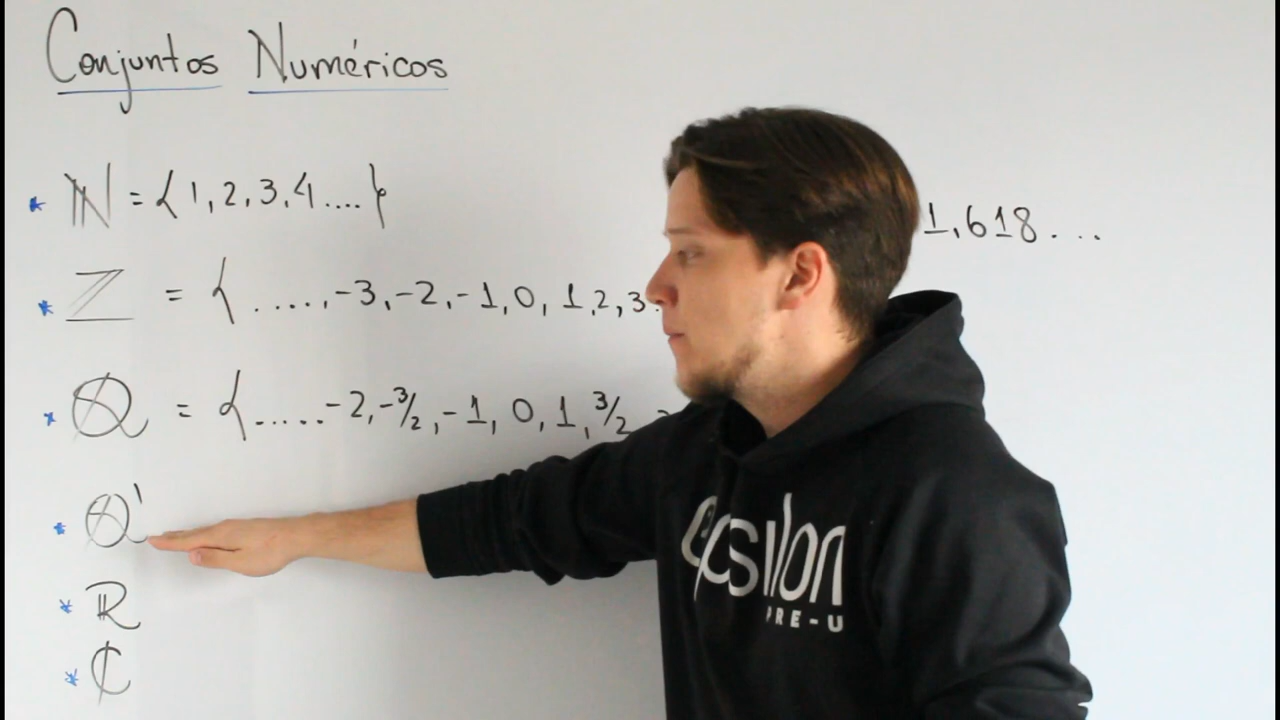 Conjuntos Numéricos
* ℕ = { 1, 2, 3, 4 .... }
1,618 ...
* ℤ = { ....., -3, -2, -1, 0, 1, 2, 3
* ℚ = { ..... -2, -3/2, -1, 0, 1, 3/2
* ℚ'
* ℝ
* ℂ
epsilon
PRE-U